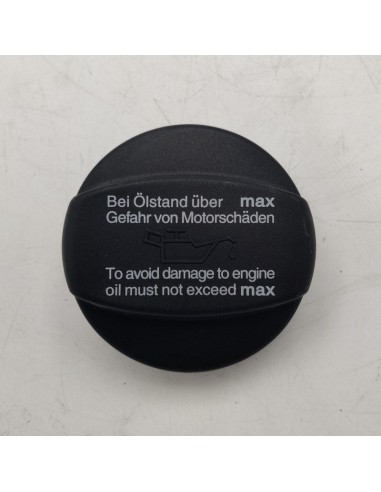 Bei Ölstand über max
Gefahr von Motorschäden
To avoid damage to engine
oil must not exceed max